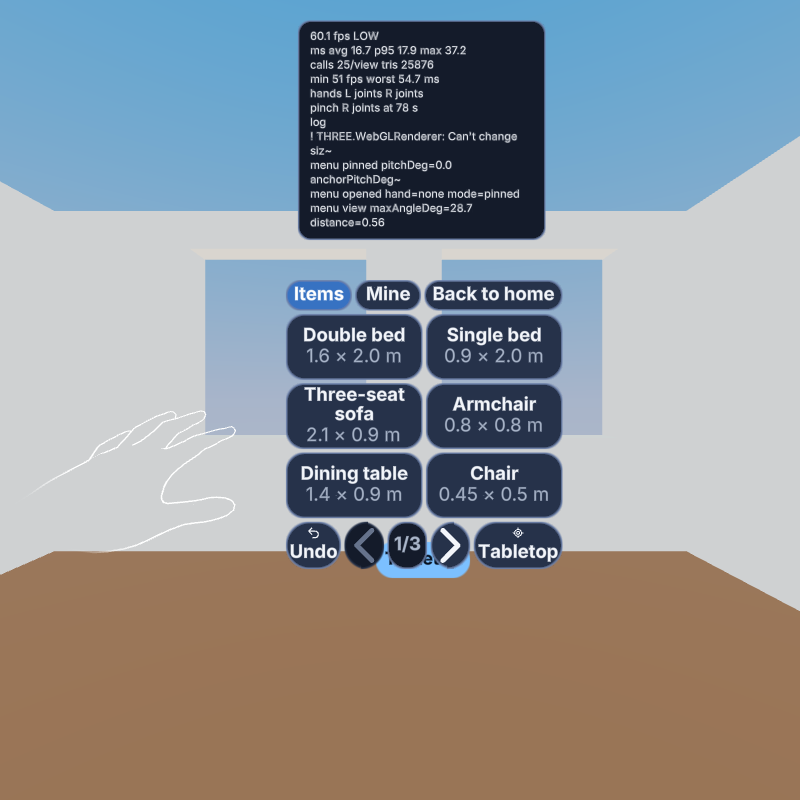 60.1 fps LOW
ms avg 16.7 p95 17.9 max 37.2
calls 25/view tris 25876
min 51 fps worst 54.7 ms
hands L joints R joints
pinch R joints at 78 s
log
! THREE.WebGLRenderer: Can't change
siz~
menu pinned pitchDeg=0.0
anchorPitchDeg~
menu opened hand=none mode=pinned
menu view maxAngleDeg=28.7
distance=0.56
Items Mine Back to home
Double bed Single bed
1.6 × 2.0 m 0.9 × 2.0 m
Three-seat
sofa Armchair
2.1 × 0.9 m 0.8 × 0.8 m
Dining table Chair
1.4 × 0.9 m 0.45 × 0.5 m
Undo 1/3 Tabletop